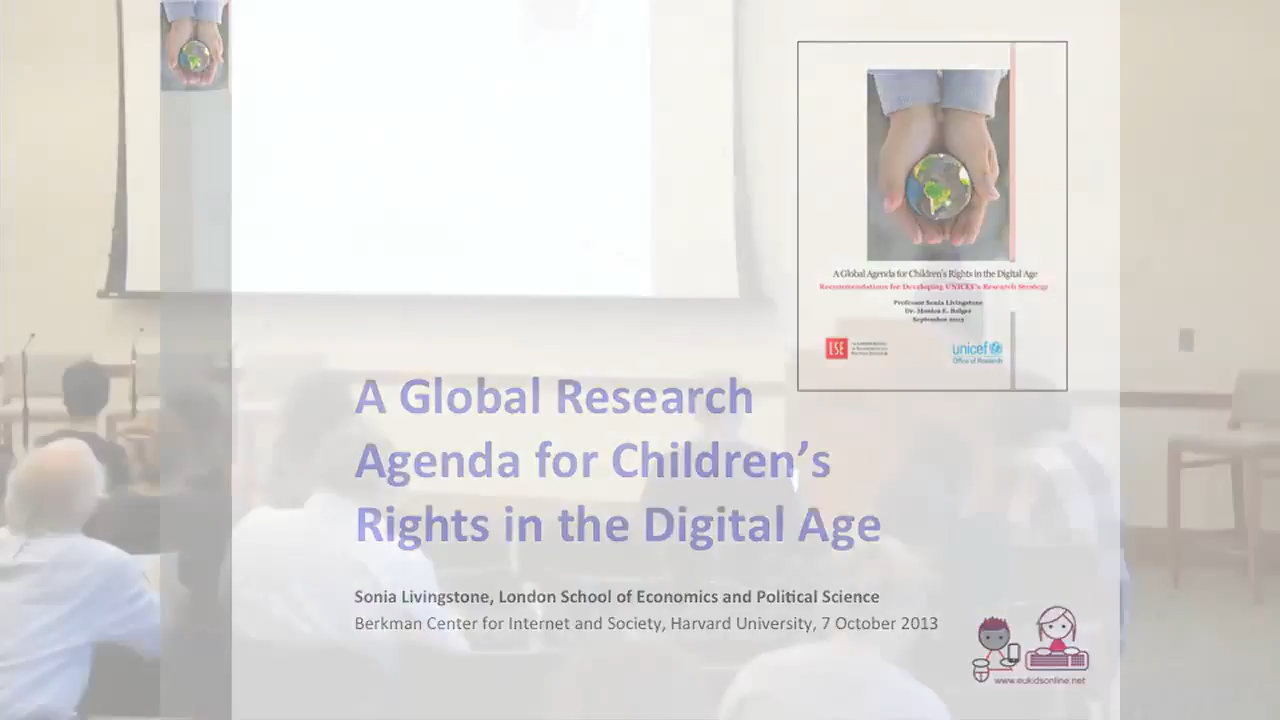 A Global Agenda for Children's Rights in the Digital Age
Recommendations for Developing UNICEF's Research Strategy
Professor Sonia Livingstone
Dr. Monica E. Bulger
September 2013
LSE
unicef
Office of Research
A Global Research
Agenda for Children’s
Rights in the Digital Age
Sonia Livingstone, London School of Economics and Political Science
Berkman Center for Internet and Society, Harvard University, 7 October 2013
www.eukidsonline.net